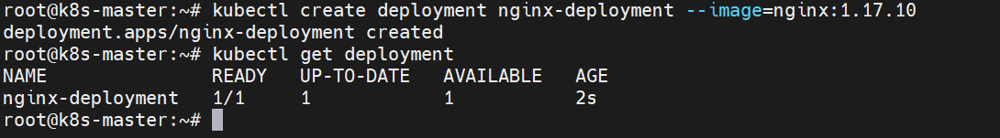 root@k8s-master:~# kubectl create deployment nginx-deployment --image=nginx:1.17.10
deployment.apps/nginx-deployment created
root@k8s-master:~# kubectl get deployment
NAME               READY   UP-TO-DATE   AVAILABLE   AGE
nginx-deployment   1/1     1            1           2s
root@k8s-master:~#